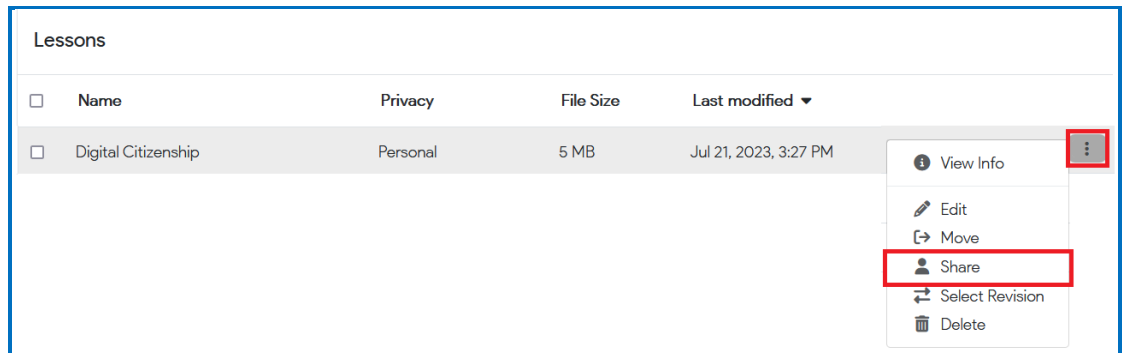 Lessons
Name Privacy File Size Last modified
Digital Citizenship Personal 5 MB Jul 21, 2023, 3:27 PM
View Info
Edit
Move
Share
Select Revision
Delete